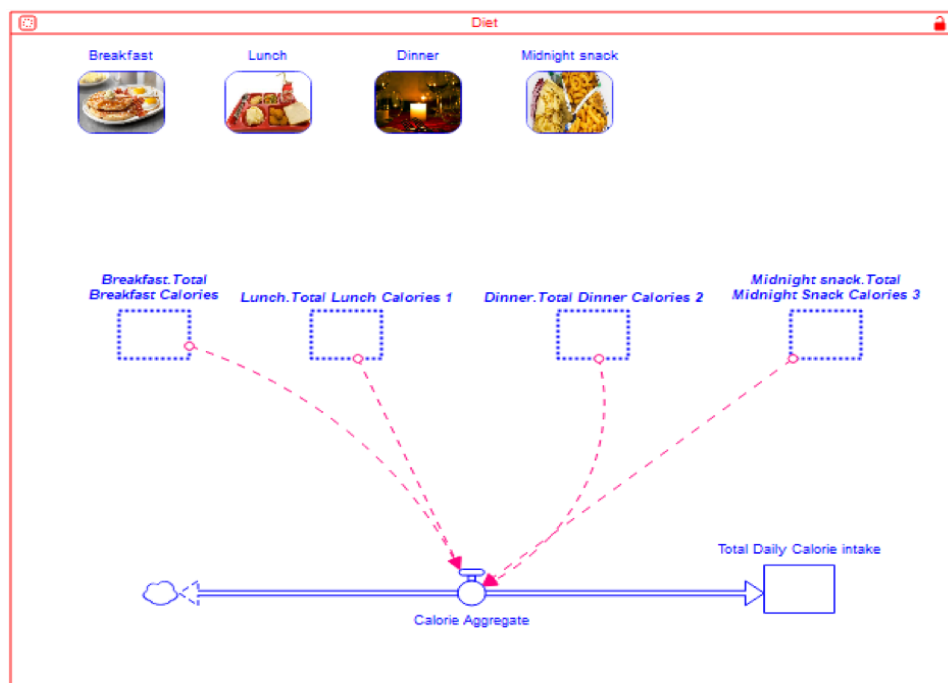 Diet
Breakfast
Lunch
Dinner
Midnight snack
Breakfast.Total
Breakfast Calories
Lunch.Total Lunch Calories 1
Dinner.Total Dinner Calories 2
Midnight snack.Total
Midnight Snack Calories 3
Total Daily Calorie intake
Calorie Aggregate